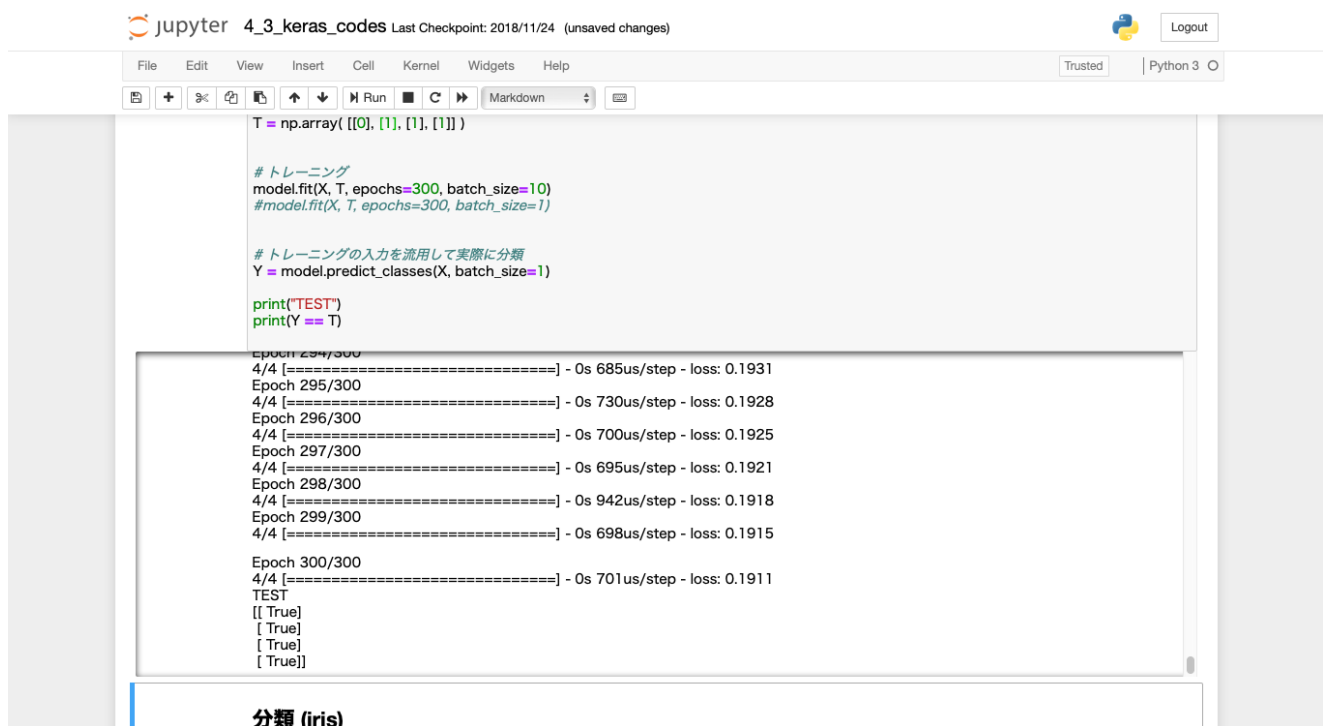 jupyter 4_3_keras_codes Last Checkpoint: 2018/11/24 (unsaved changes)
Logout
File Edit View Insert Cell Kernel Widgets Help
Trusted
Python 3
Run
Markdown
T = np.array( [[0], [1], [1], [1]] )
# トレーニング
model.fit(X, T, epochs=300, batch_size=10)
#model.fit(X, T, epochs=300, batch_size=1)
# トレーニングの入力を流用して実際に分類
Y = model.predict_classes(X, batch_size=1)
print("TEST")
print(Y == T)
Epoch 294/300
4/4 [==============================] - 0s 685us/step - loss: 0.1931
Epoch 295/300
4/4 [==============================] - 0s 730us/step - loss: 0.1928
Epoch 296/300
4/4 [==============================] - 0s 700us/step - loss: 0.1925
Epoch 297/300
4/4 [==============================] - 0s 695us/step - loss: 0.1921
Epoch 298/300
4/4 [==============================] - 0s 942us/step - loss: 0.1918
Epoch 299/300
4/4 [==============================] - 0s 698us/step - loss: 0.1915
Epoch 300/300
4/4 [==============================] - 0s 701us/step - loss: 0.1911
TEST
[[ True]
[ True]
[ True]
[ True]]
分類 (iris)